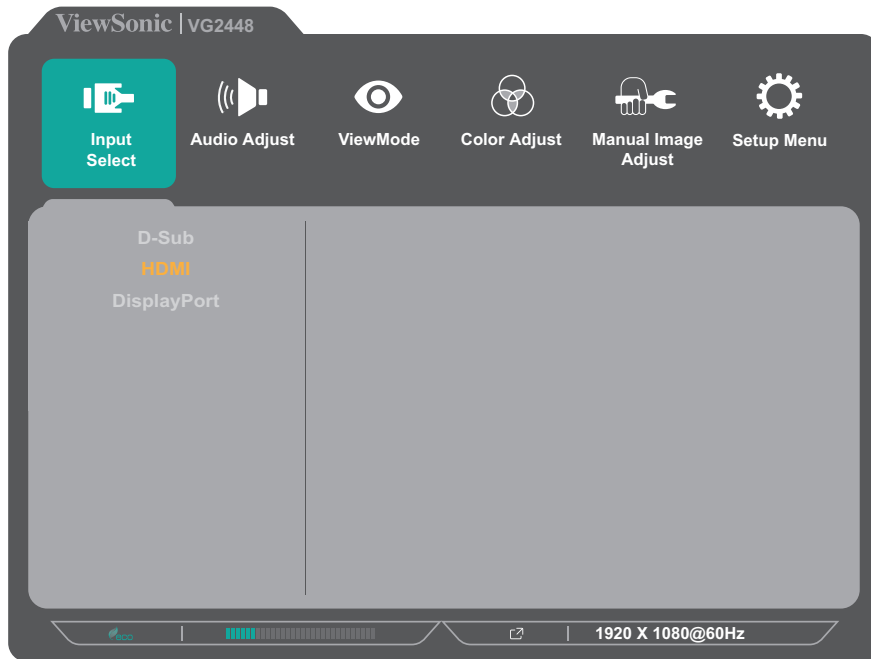 ViewSonic | VG2448
Input
Select
Audio Adjust
ViewMode
Color Adjust
Manual Image
Adjust
Setup Menu
D-Sub
HDMI
DisplayPort
eco
1920 X 1080@60Hz